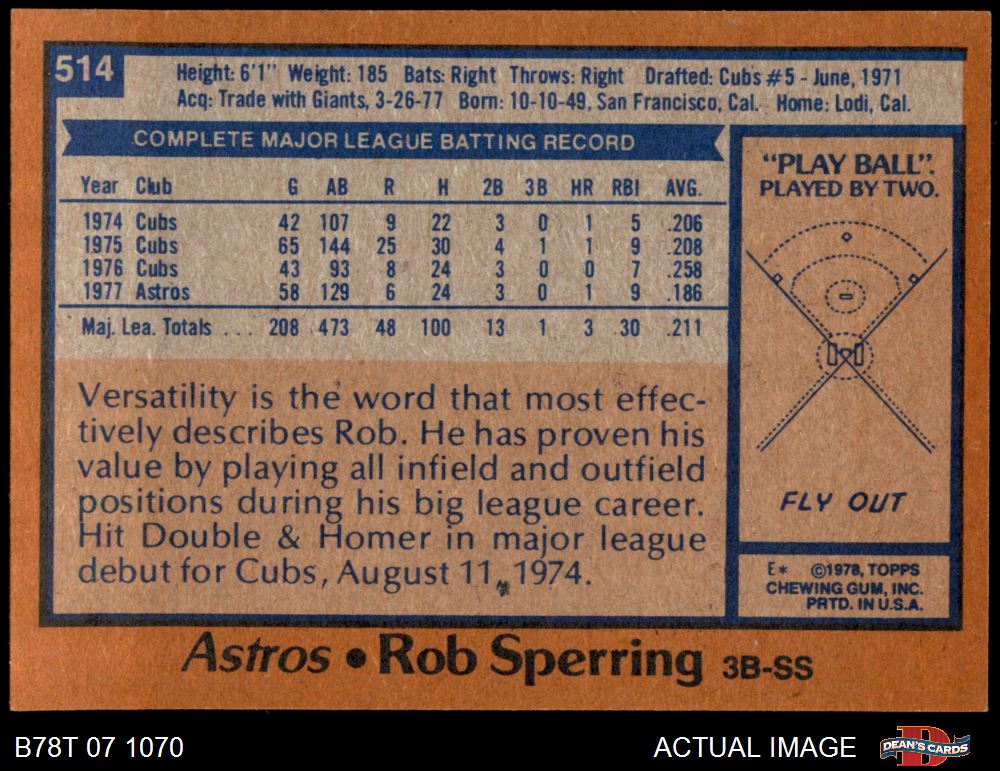 514
Height: 6'1" Weight: 185 Bats: Right Throws: Right Drafted: Cubs #5 - June, 1971
Acq: Trade with Giants, 3-26-77 Born: 10-10-49, San Francisco, Cal. Home: Lodi, Cal.
COMPLETE MAJOR LEAGUE BATTING RECORD
Year Club G AB R H 2B 3B HR RBI AVG.
1974 Cubs 42 107 9 22 3 0 1 5 .206
1975 Cubs 65 144 25 30 4 1 1 9 .208
1976 Cubs 43 93 8 24 3 0 0 7 .258
1977 Astros 58 129 6 24 3 0 1 9 .186
Maj. Lea. Totals . . . 208 473 48 100 13 1 3 30 .211
Versatility is the word that most effec-
tively describes Rob. He has proven his
value by playing all infield and outfield
positions during his big league career.
Hit Double & Homer in major league
debut for Cubs, August 11, 1974.
"PLAY BALL".
PLAYED BY TWO.
FLY OUT
E* ©1978, TOPPS
CHEWING GUM, INC.
PRTD. IN U.S.A.
Astros • Rob Sperring 3B-SS
B78T 07 1070
ACTUAL IMAGE
DEAN'S CARDS